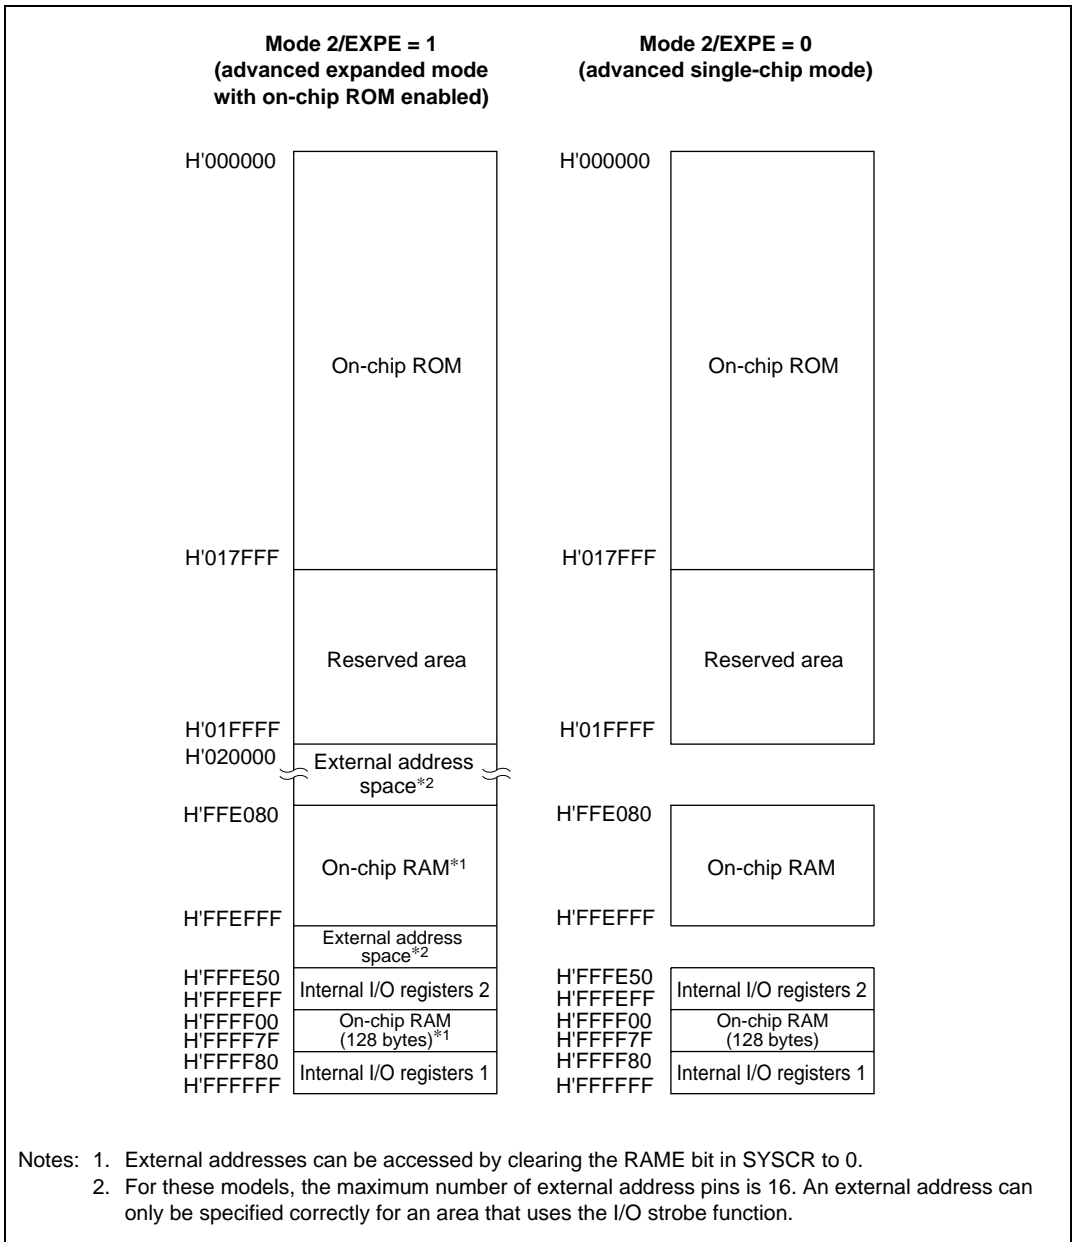 Mode 2/EXPE = 1
(advanced expanded mode
with on-chip ROM enabled)
H'000000
On-chip ROM
H'017FFF
Reserved area
H'01FFFF
H'020000
External address
space*2
H'FFE080
On-chip RAM*1
H'FFEFFF
External address
space*2
H'FFFE50
Internal I/O registers 2
H'FFFEFF
H'FFFF00
On-chip RAM
(128 bytes)*1
H'FFFF7F
H'FFFF80
Internal I/O registers 1
H'FFFFFF
Mode 2/EXPE = 0
(advanced single-chip mode)
H'000000
On-chip ROM
H'017FFF
Reserved area
H'01FFFF
H'FFE080
On-chip RAM
H'FFEFFF
H'FFFE50
Internal I/O registers 2
H'FFFEFF
H'FFFF00
On-chip RAM
(128 bytes)
H'FFFF7F
H'FFFF80
Internal I/O registers 1
H'FFFFFF
Notes: 1. External addresses can be accessed by clearing the RAME bit in SYSCR to 0.
2. For these models, the maximum number of external address pins is 16. An external address can
only be specified correctly for an area that uses the I/O strobe function.